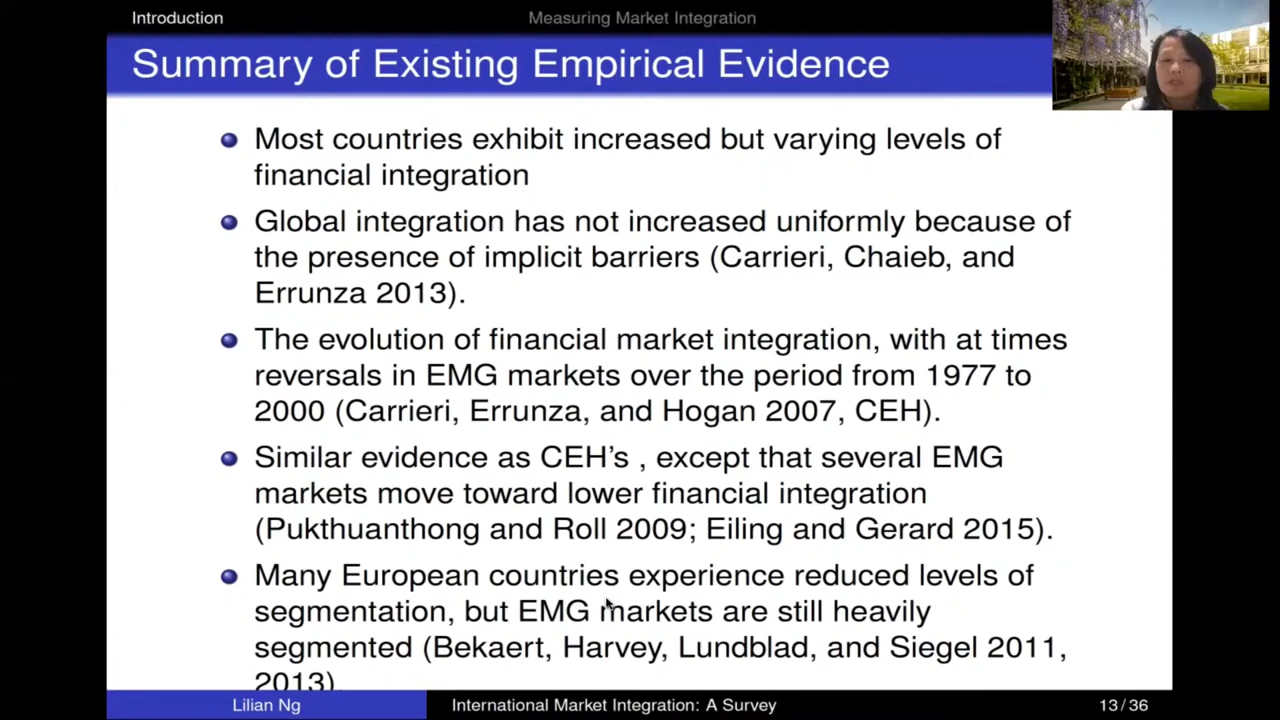 Introduction
Measuring Market Integration
Summary of Existing Empirical Evidence
Most countries exhibit increased but varying levels of
financial integration
Global integration has not increased uniformly because of
the presence of implicit barriers (Carrieri, Chaieb, and
Errunza 2013).
The evolution of financial market integration, with at times
reversals in EMG markets over the period from 1977 to
2000 (Carrieri, Errunza, and Hogan 2007, CEH).
Similar evidence as CEH's , except that several EMG
markets move toward lower financial integration
(Pukthuanthong and Roll 2009; Eiling and Gerard 2015).
Many European countries experience reduced levels of
segmentation, but EMG markets are still heavily
segmented (Bekaert, Harvey, Lundblad, and Siegel 2011,
2013).
Lilian Ng
International Market Integration: A Survey
13 / 36